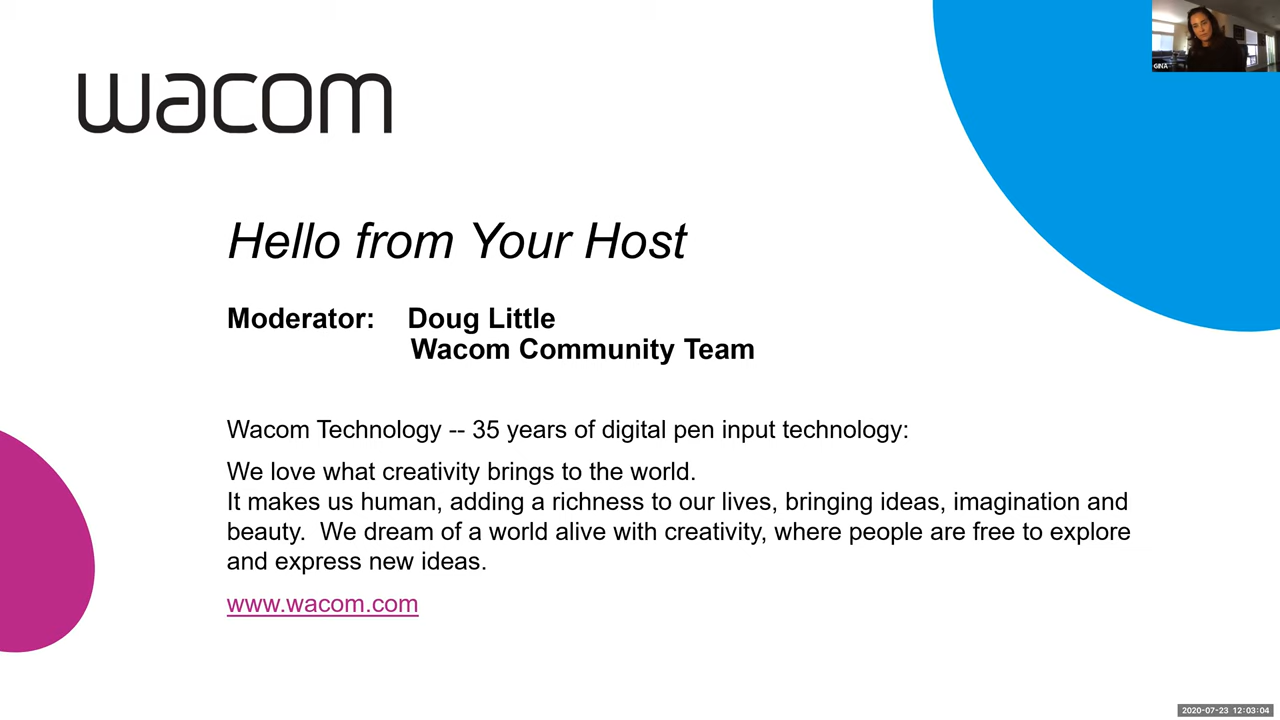 wacom
GINA
Hello from Your Host
Moderator: Doug Little
Wacom Community Team
Wacom Technology -- 35 years of digital pen input technology:
We love what creativity brings to the world.
It makes us human, adding a richness to our lives, bringing ideas, imagination and
beauty. We dream of a world alive with creativity, where people are free to explore
and express new ideas.
www.wacom.com
2020-07-23 12:03:04